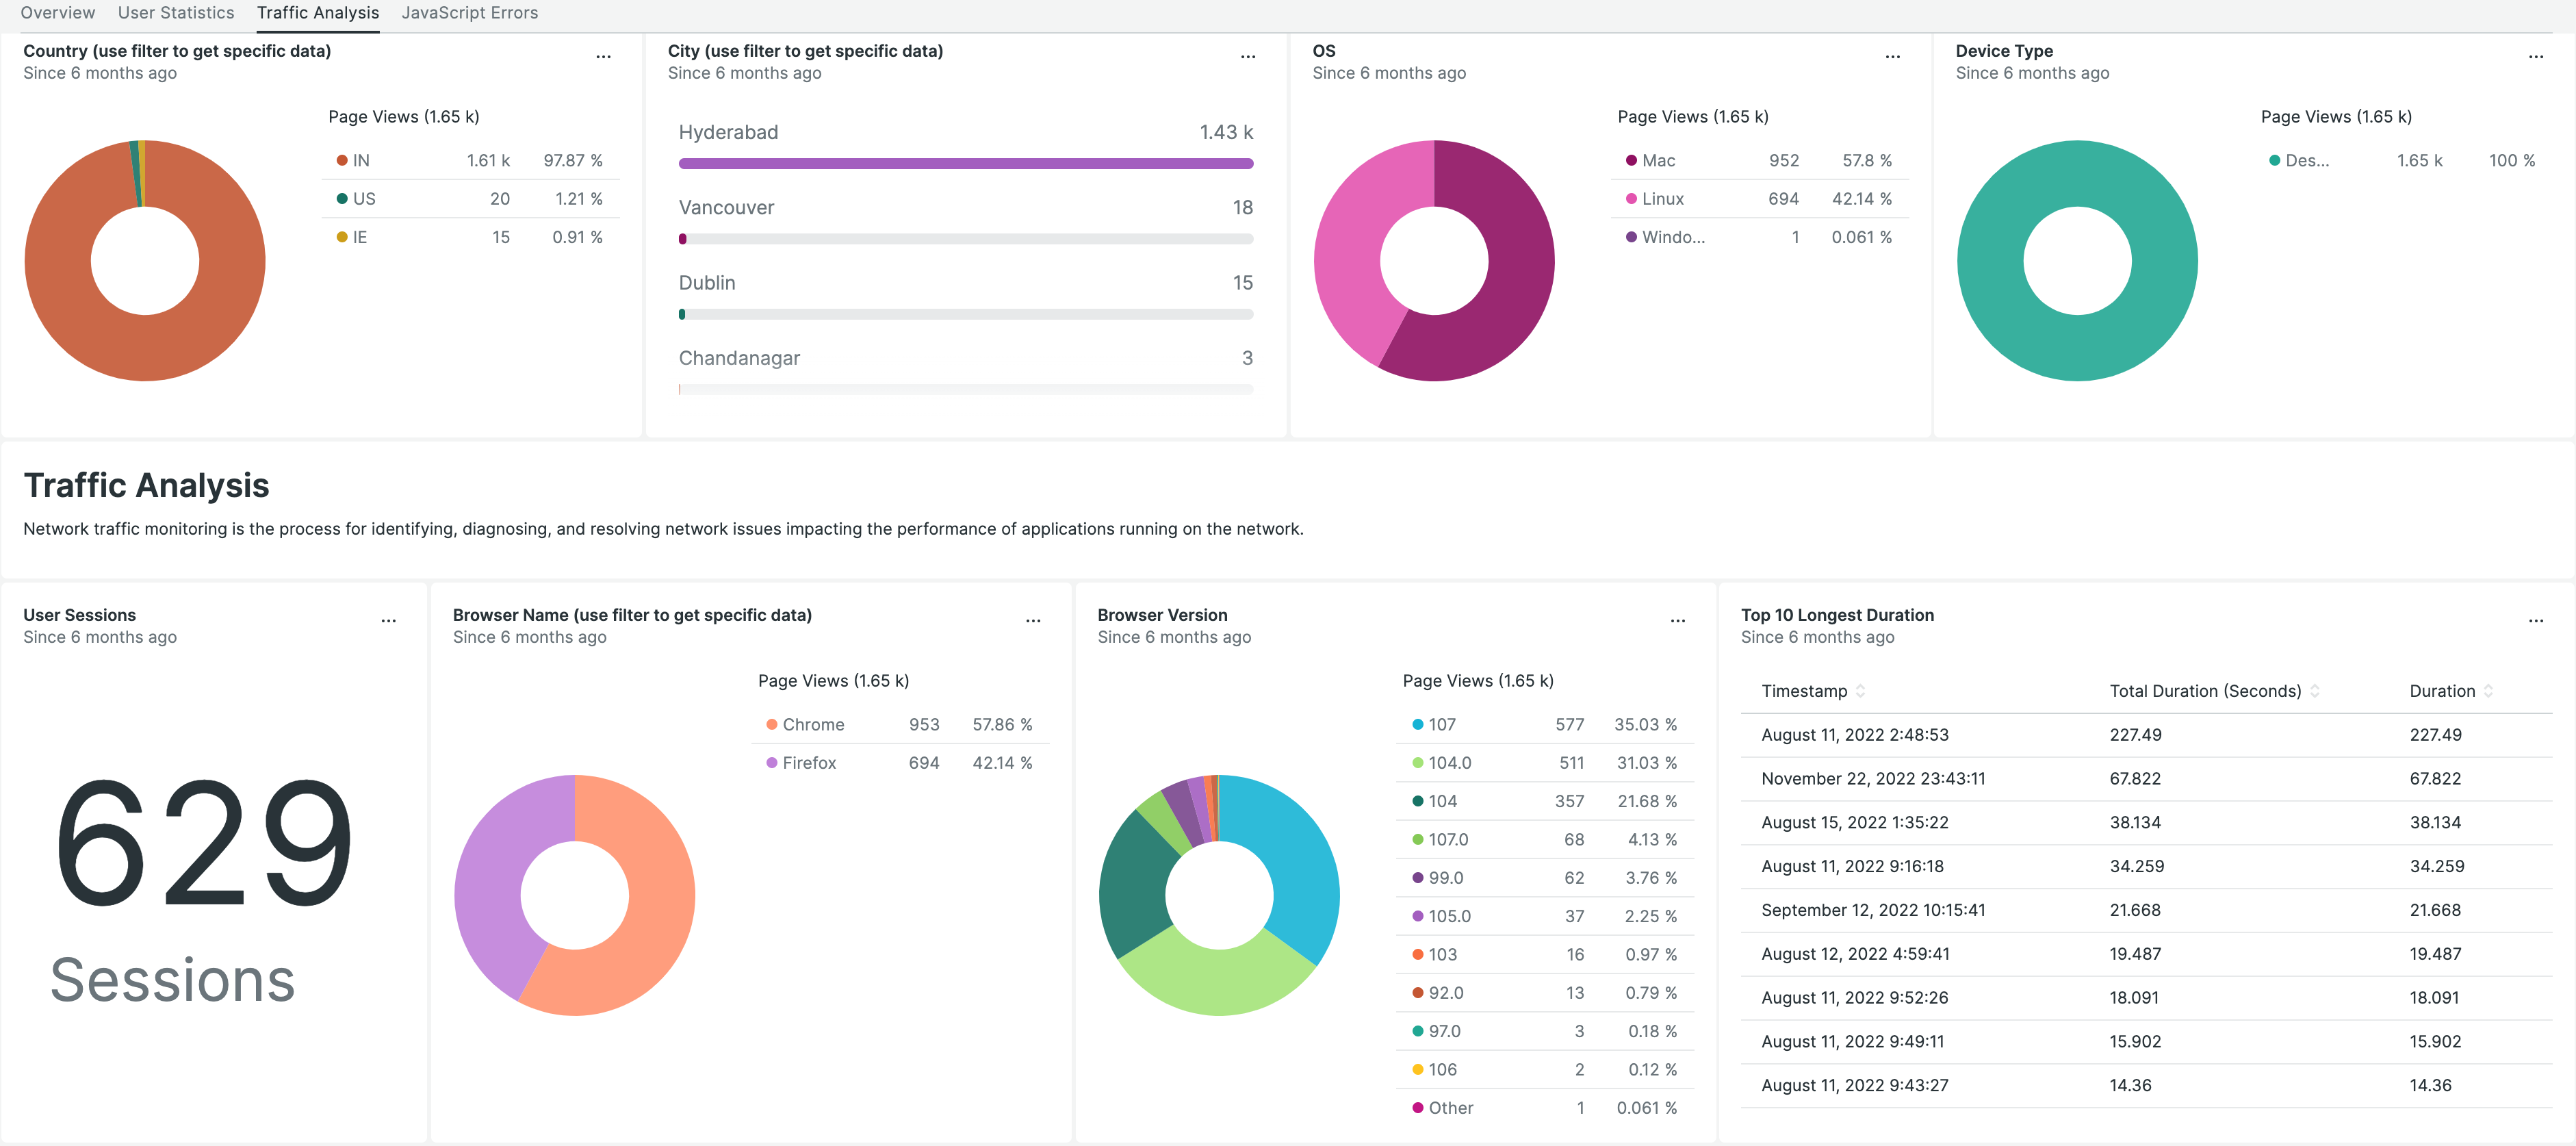 Overview User Statistics Traffic Analysis JavaScript Errors
Country (use filter to get specific data) ...
Since 6 months ago
Page Views (1.65 k)
IN 1.61 k 97.87 %
US 20 1.21 %
IE 15 0.91 %
City (use filter to get specific data) ...
Since 6 months ago
Hyderabad 1.43 k
Vancouver 18
Dublin 15
Chandanagar 3
OS ...
Since 6 months ago
Page Views (1.65 k)
Mac 952 57.8 %
Linux 694 42.14 %
Windo... 1 0.061 %
Device Type ...
Since 6 months ago
Page Views (1.65 k)
Des... 1.65 k 100 %
Traffic Analysis
Network traffic monitoring is the process for identifying, diagnosing, and resolving network issues impacting the performance of applications running on the network.
User Sessions ...
Since 6 months ago
629
Sessions
Browser Name (use filter to get specific data) ...
Since 6 months ago
Page Views (1.65 k)
Chrome 953 57.86 %
Firefox 694 42.14 %
Browser Version ...
Since 6 months ago
Page Views (1.65 k)
107 577 35.03 %
104.0 511 31.03 %
104 357 21.68 %
107.0 68 4.13 %
99.0 62 3.76 %
105.0 37 2.25 %
103 16 0.97 %
92.0 13 0.79 %
97.0 3 0.18 %
106 2 0.12 %
Other 1 0.061 %
Top 10 Longest Duration ...
Since 6 months ago
Timestamp Total Duration (Seconds) Duration
August 11, 2022 2:48:53 227.49 227.49
November 22, 2022 23:43:11 67.822 67.822
August 15, 2022 1:35:22 38.134 38.134
August 11, 2022 9:16:18 34.259 34.259
September 12, 2022 10:15:41 21.668 21.668
August 12, 2022 4:59:41 19.487 19.487
August 11, 2022 9:52:26 18.091 18.091
August 11, 2022 9:49:11 15.902 15.902
August 11, 2022 9:43:27 14.36 14.36